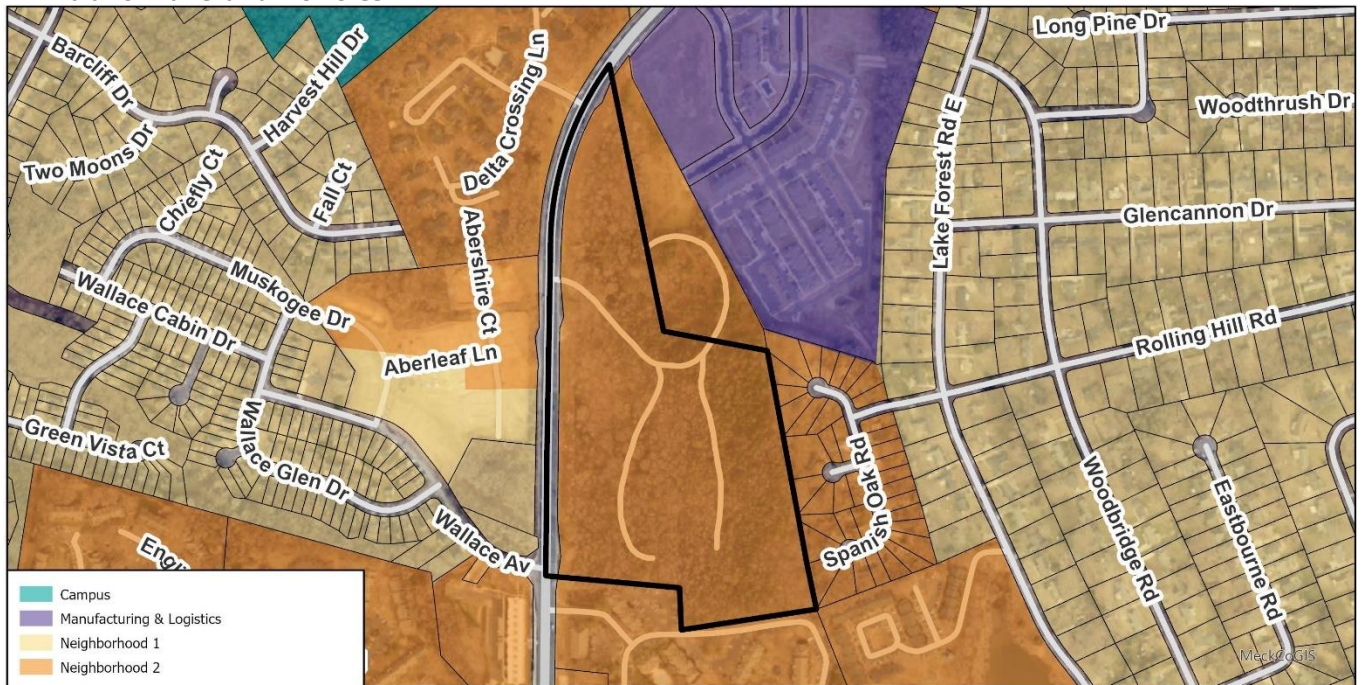 Long Pine Dr
Barcliff Dr
Harvest Hill Dr
Delta Crossing Ln
Lake Forest Rd E
Woodthrush Dr
Two Moons Dr
Chiefly Ct
Fall Ct
Abershire Ct
Glencannon Dr
Muskogee Dr
Wallace Cabin Dr
Aberleaf Ln
Rolling Hill Rd
Green Vista Ct
Wallace Glen Dr
Wallace Av
Spanish Oak Rd
Woodbridge Rd
Eastbourne Rd
Engli
Campus
Manufacturing & Logistics
Neighborhood 1
Neighborhood 2
MeckCoGIS